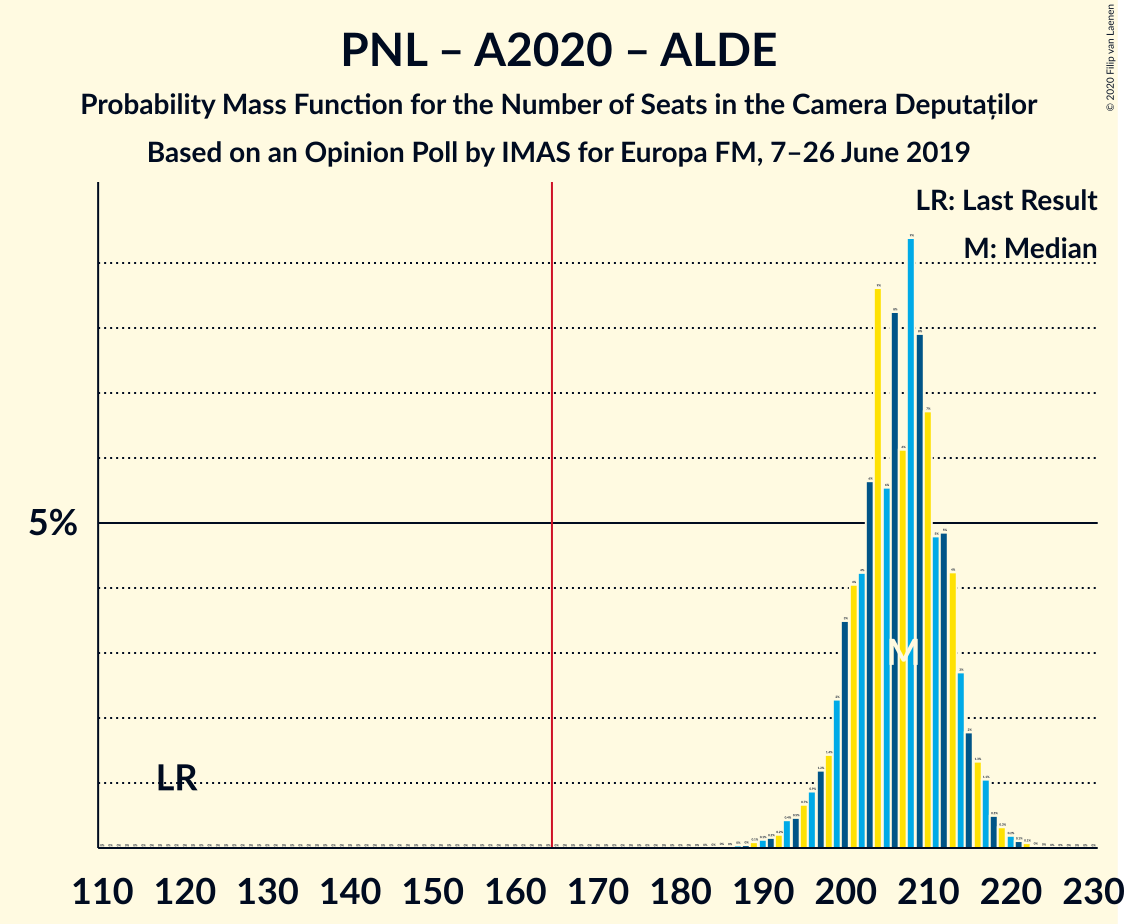 PNL – A2020 – ALDE
Probability Mass Function for the Number of Seats in the Camera Deputaților
Based on an Opinion Poll by IMAS for Europa FM, 7–26 June 2019
© 2020 Filip van Laenen
LR: Last Result
M: Median
5%
M
LR
110 120 130 140 150 160 170 180 190 200 210 220 230